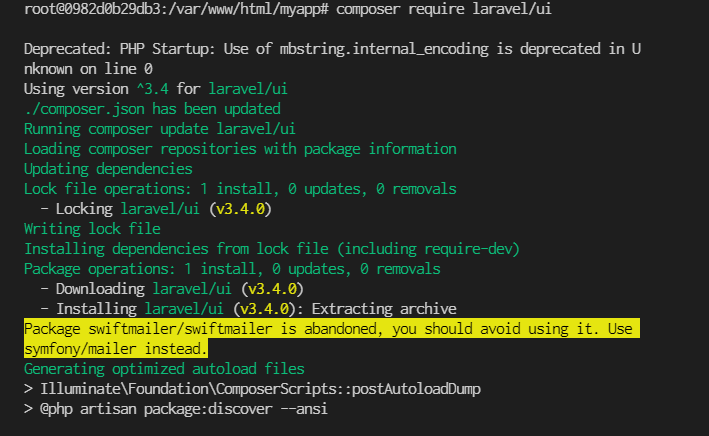 root@0982d0b29db3:/var/www/html/myapp# composer require laravel/ui
Deprecated: PHP Startup: Use of mbstring.internal_encoding is deprecated in U
nknown on line 0
Using version ^3.4 for laravel/ui
./composer.json has been updated
Running composer update laravel/ui
Loading composer repositories with package information
Updating dependencies
Lock file operations: 1 install, 0 updates, 0 removals
  - Locking laravel/ui (v3.4.0)
Writing lock file
Installing dependencies from lock file (including require-dev)
Package operations: 1 install, 0 updates, 0 removals
  - Downloading laravel/ui (v3.4.0)
  - Installing laravel/ui (v3.4.0): Extracting archive
Package swiftmailer/swiftmailer is abandoned, you should avoid using it. Use
symfony/mailer instead.
Generating optimized autoload files
> Illuminate\Foundation\ComposerScripts::postAutoloadDump
> @php artisan package:discover --ansi